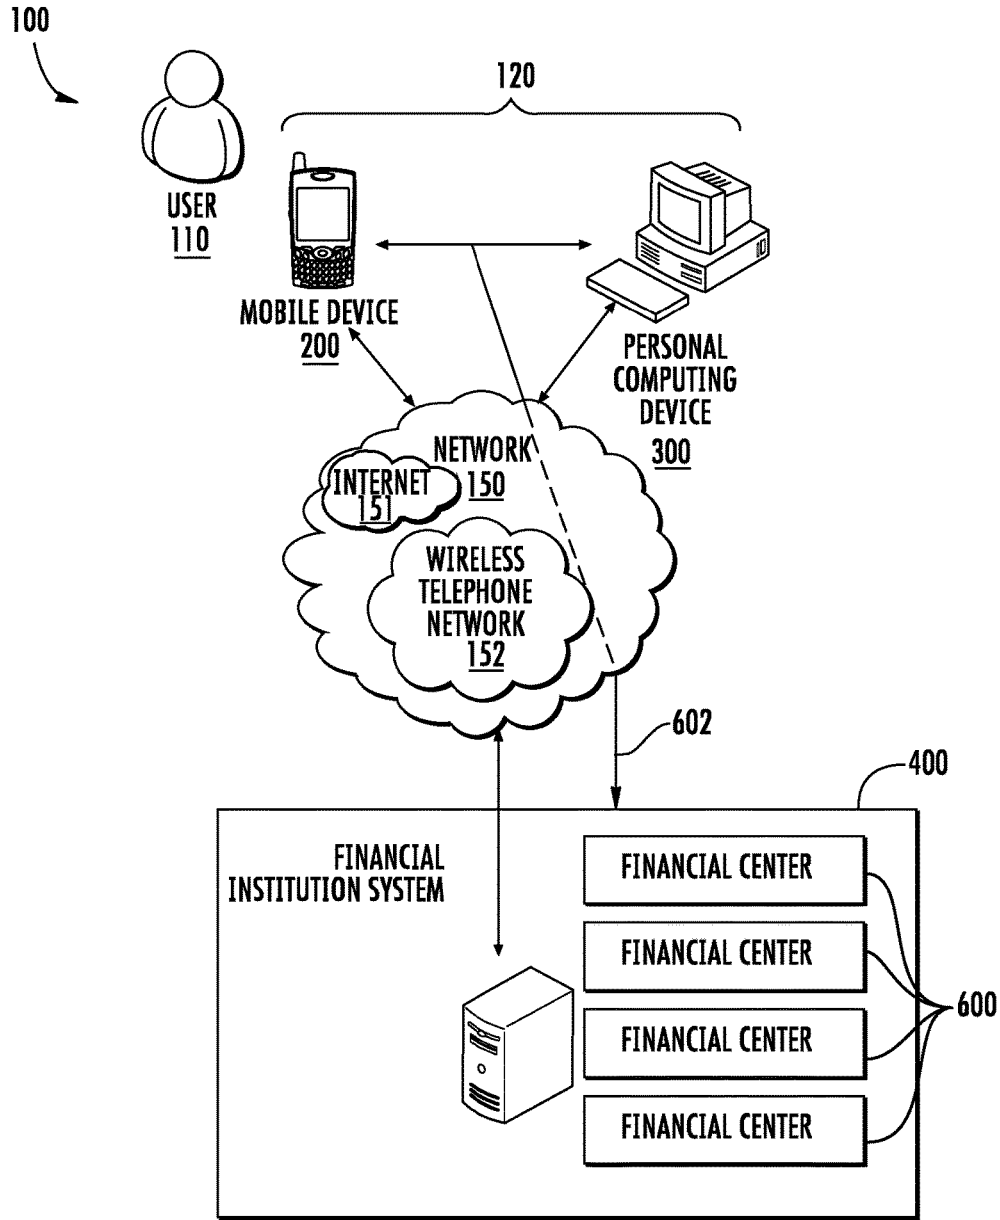 100
120
USER
110
MOBILE DEVICE
200
PERSONAL
COMPUTING
DEVICE
300
NETWORK
150
INTERNET
151
WIRELESS
TELEPHONE
NETWORK
152
602
400
FINANCIAL
INSTITUTION SYSTEM
FINANCIAL CENTER
FINANCIAL CENTER
FINANCIAL CENTER
FINANCIAL CENTER
600